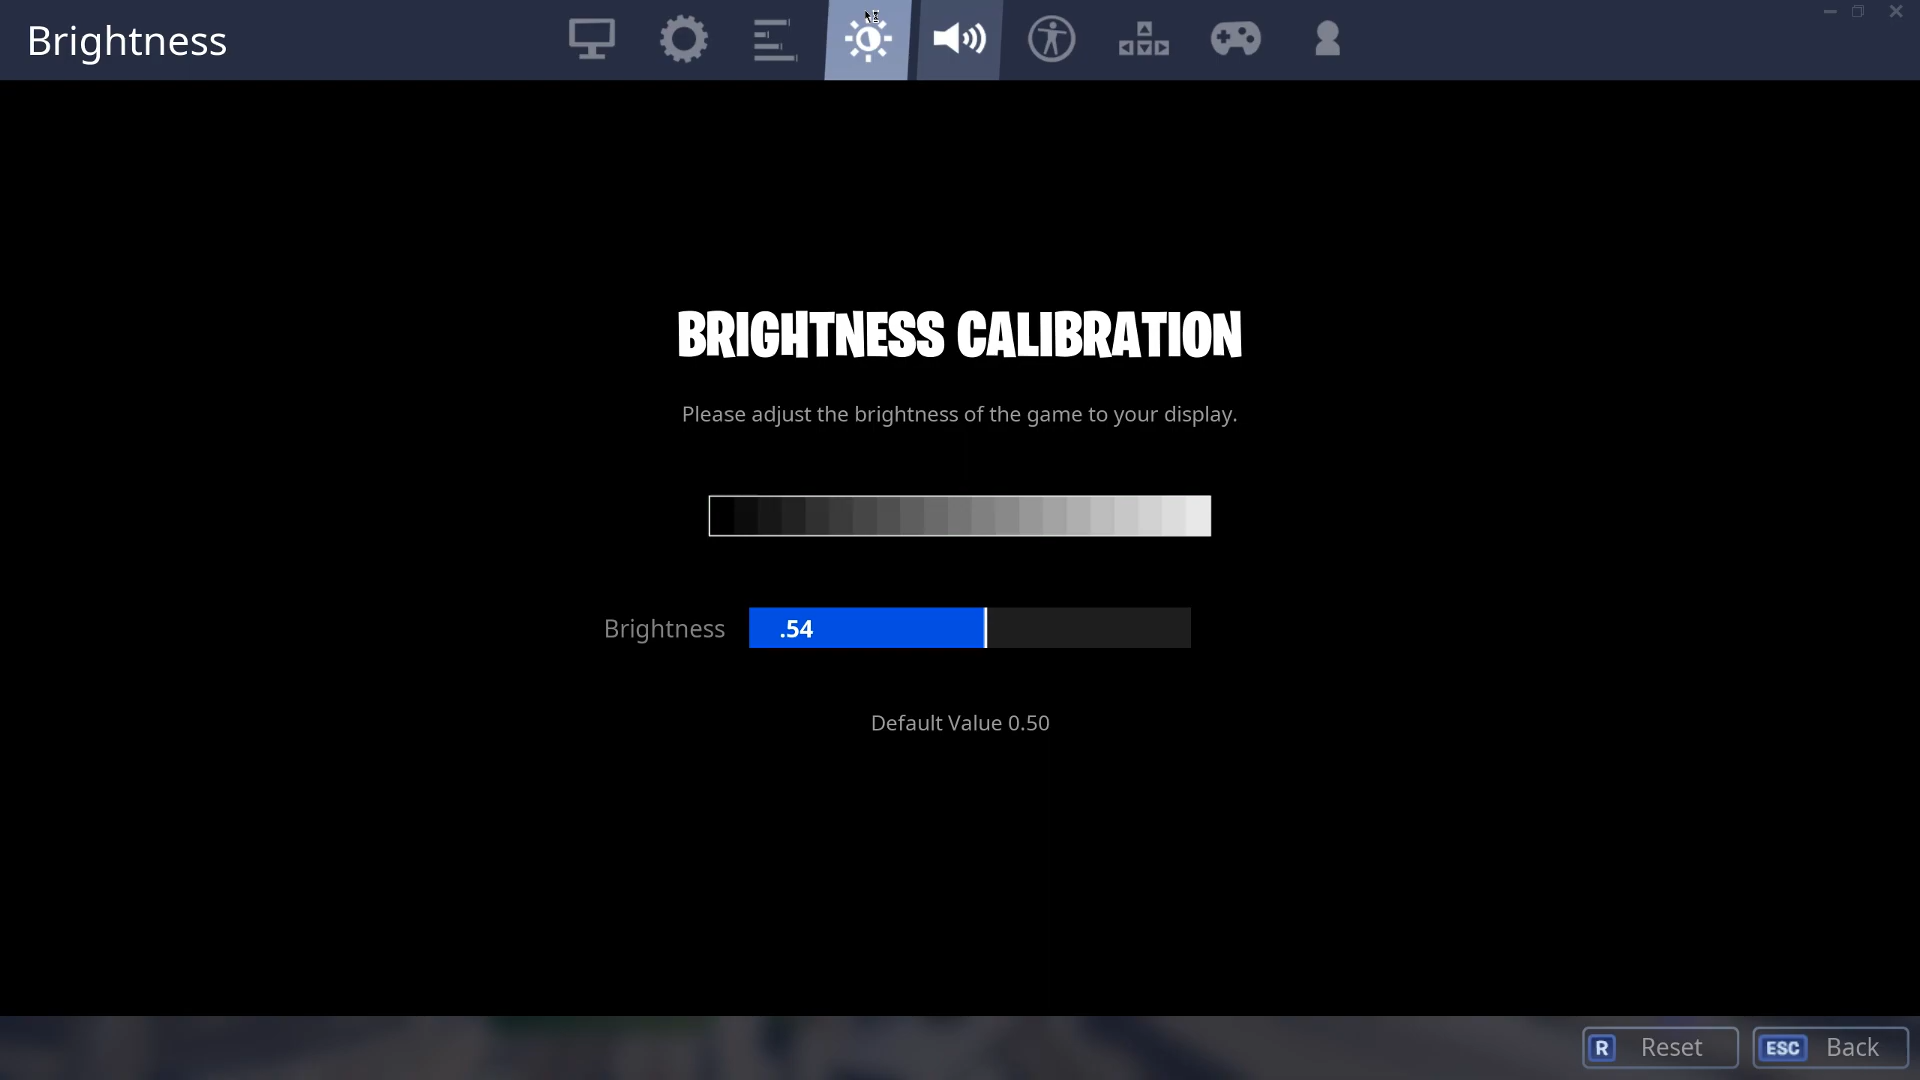 Brightness
BRIGHTNESS CALIBRATION
Please adjust the brightness of the game to your display.
Brightness .54
Default Value 0.50
R Reset ESC Back